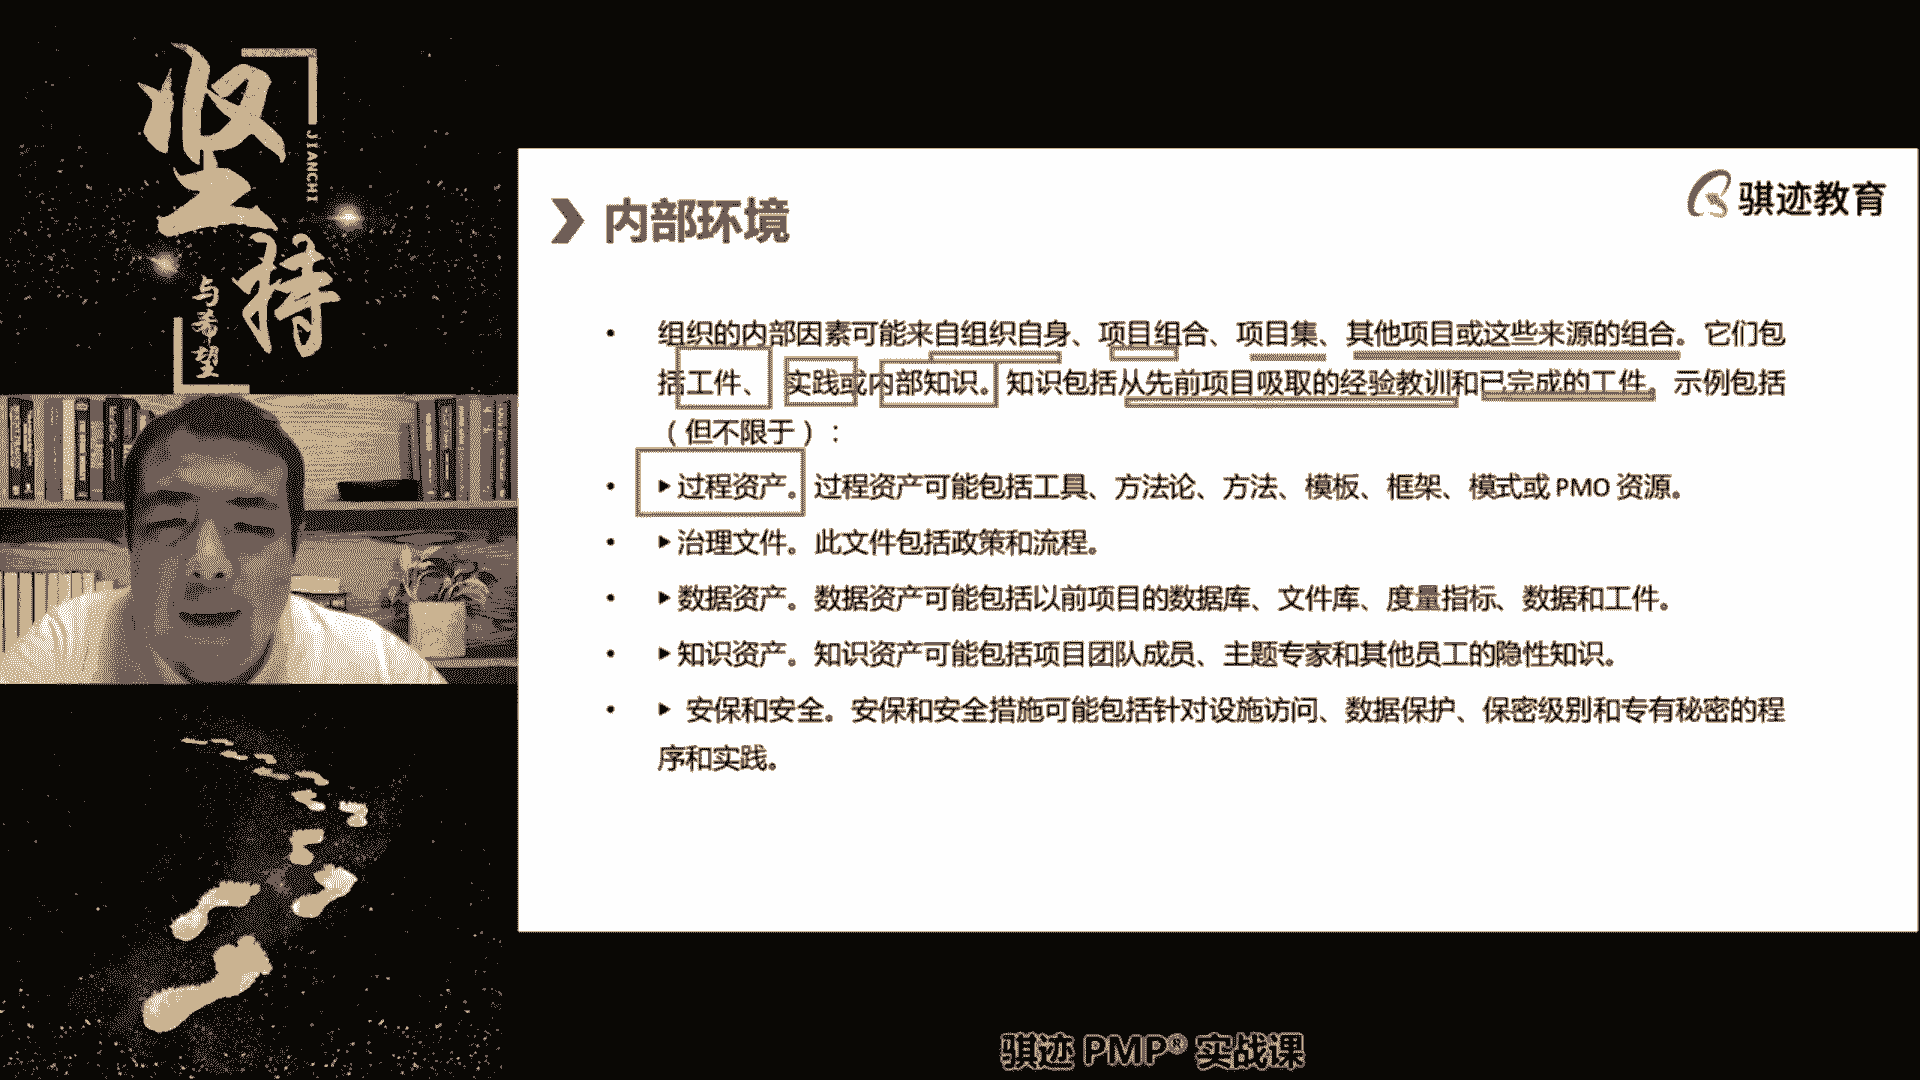 坚持
JIANCHI
与希望
内部环境
骐迹教育
• 组织的内部因素可能来自组织自身、项目组合、项目集、其他项目或这些来源的组合。它们包
括工件、实践或内部知识。知识包括从先前项目吸取的经验教训和已完成的工件。示例包括
（但不限于）：
• ▸过程资产。过程资产可能包括工具、方法论、方法、模板、框架、模式或 PMO 资源。
• ▸治理文件。此文件包括政策和流程。
• ▸数据资产。数据资产可能包括以前项目的数据库、文件库、度量指标、数据和工件。
• ▸知识资产。知识资产可能包括项目团队成员、主题专家和其他员工的隐性知识。
• ▸ 安保和安全。安保和安全措施可能包括针对设施访问、数据保护、保密级别和专有秘密的程
序和实践。
骐迹 PMP® 实战课